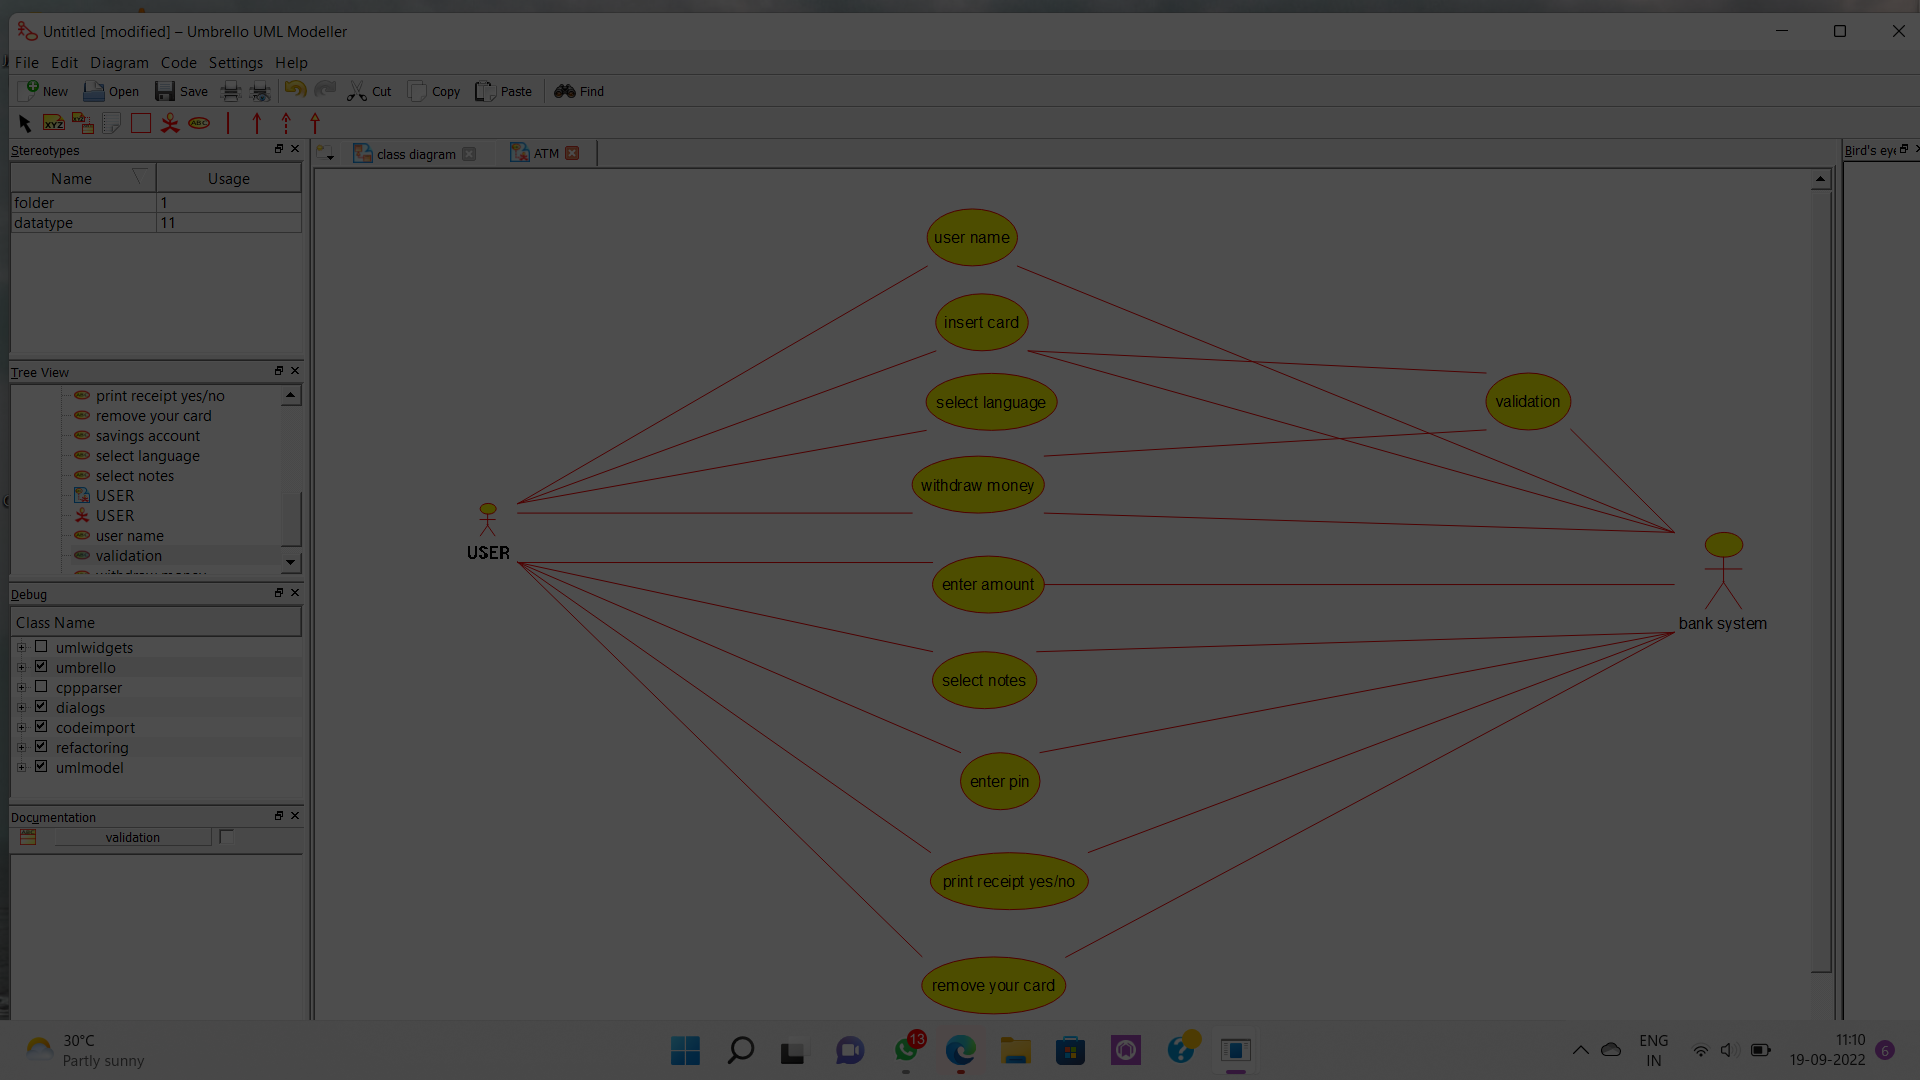 Untitled [modified] – Umbrello UML Modeller
File Edit Diagram Code Settings Help
New Open Save Cut Copy Paste Find
XYZ ABC
Stereotypes
Name Usage
folder 1
datatype 11
Tree View
print receipt yes/no
remove your card
savings account
select language
select notes
USER
USER
user name
validation
withdraw money
Debug
Class Name
umlwidgets
umbrello
cppparser
dialogs
codeimport
refactoring
umlmodel
Documentation
validation
class diagram ATM
Bird's eye
user name
insert card
select language
validation
withdraw money
USER
enter amount
bank system
select notes
enter pin
print receipt yes/no
remove your card
30°C
Partly sunny
13
ENG
IN
11:10
19-09-2022
6